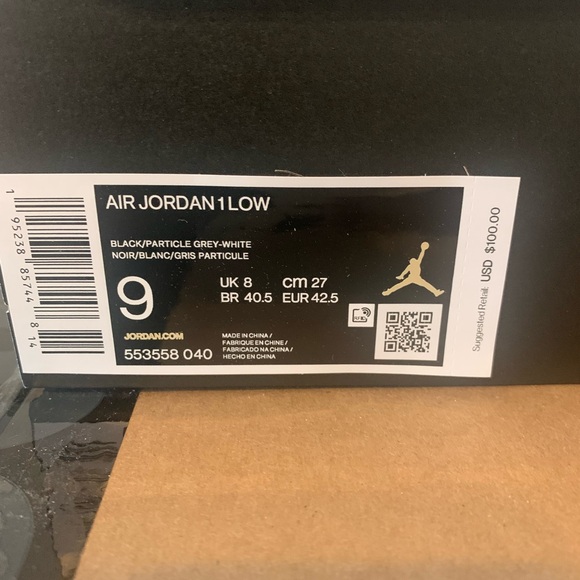 AIR JORDAN 1 LOW
BLACK/PARTICLE GREY-WHITE
NOIR/BLANC/GRIS PARTICULE
9
UK 8 cm 27
BR 40.5 EUR 42.5
JORDAN.COM
553558 040
MADE IN CHINA /
FABRIQUE EN CHINE /
FABRICADO NA CHINA /
HECHO EN CHINA
1 95238 85744 8 14
Suggested Retail: USD $100.00